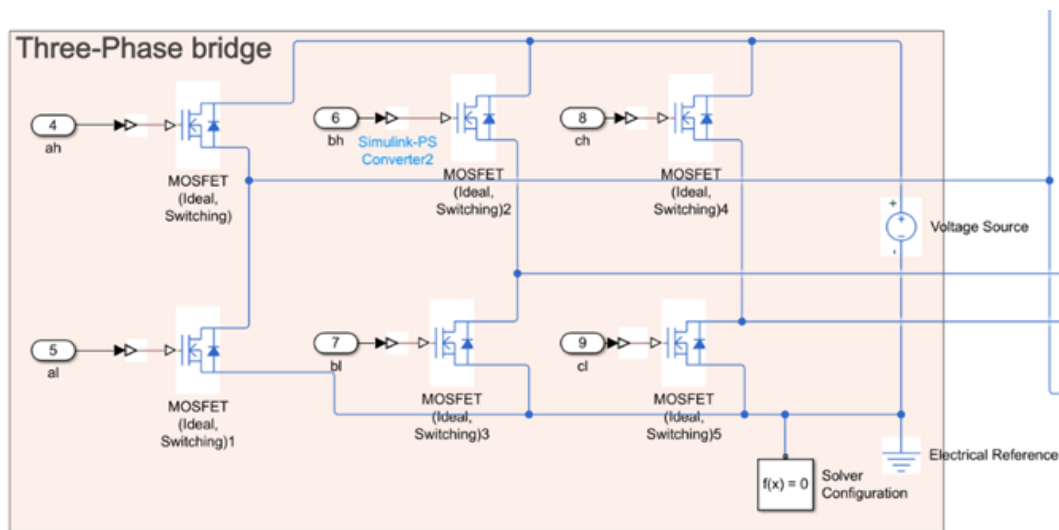 Three-Phase bridge
4
ah
MOSFET
(Ideal,
Switching)
6
bh
Simulink-PS
Converter2
MOSFET
(Ideal,
Switching)2
8
ch
MOSFET
(Ideal,
Switching)4
+
+
−
-
Voltage Source
5
al
MOSFET
(Ideal,
Switching)1
7
bl
MOSFET
(Ideal,
Switching)3
9
cl
MOSFET
(Ideal,
Switching)5
f(x) = 0
Solver
Configuration
Electrical Reference